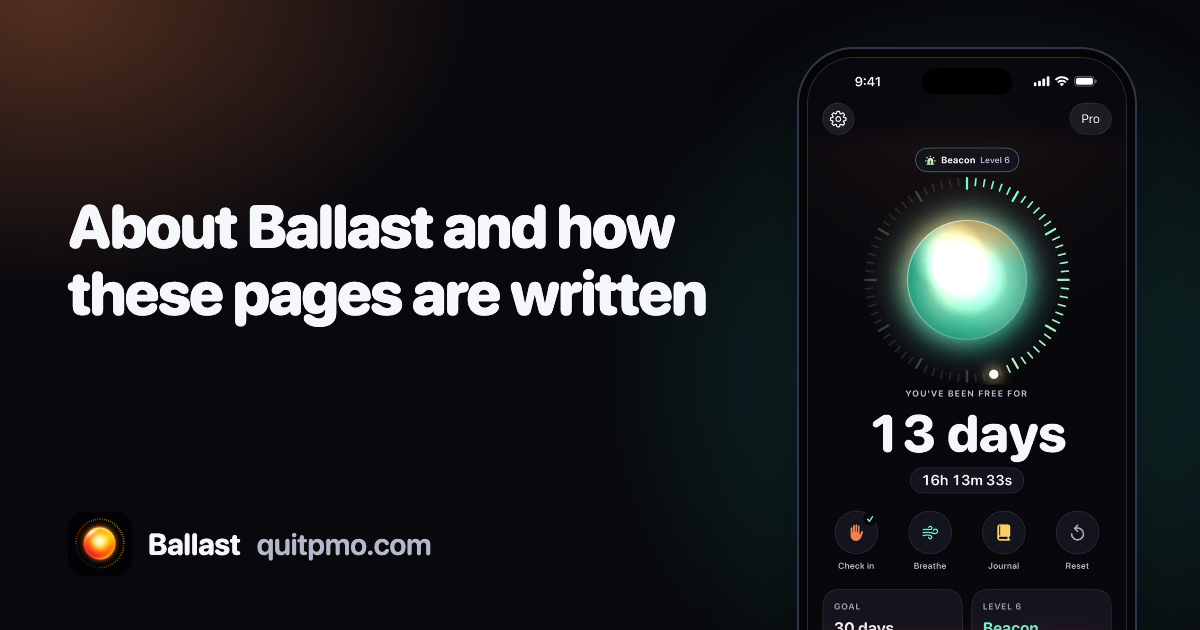 About Ballast and how
these pages are written
Ballast quitpmo.com
9:41
Pro
Beacon Level 6
YOU'VE BEEN FREE FOR
13 days
16h 13m 33s
Check in Breathe Journal Reset
GOAL LEVEL 6
30 days Beacon